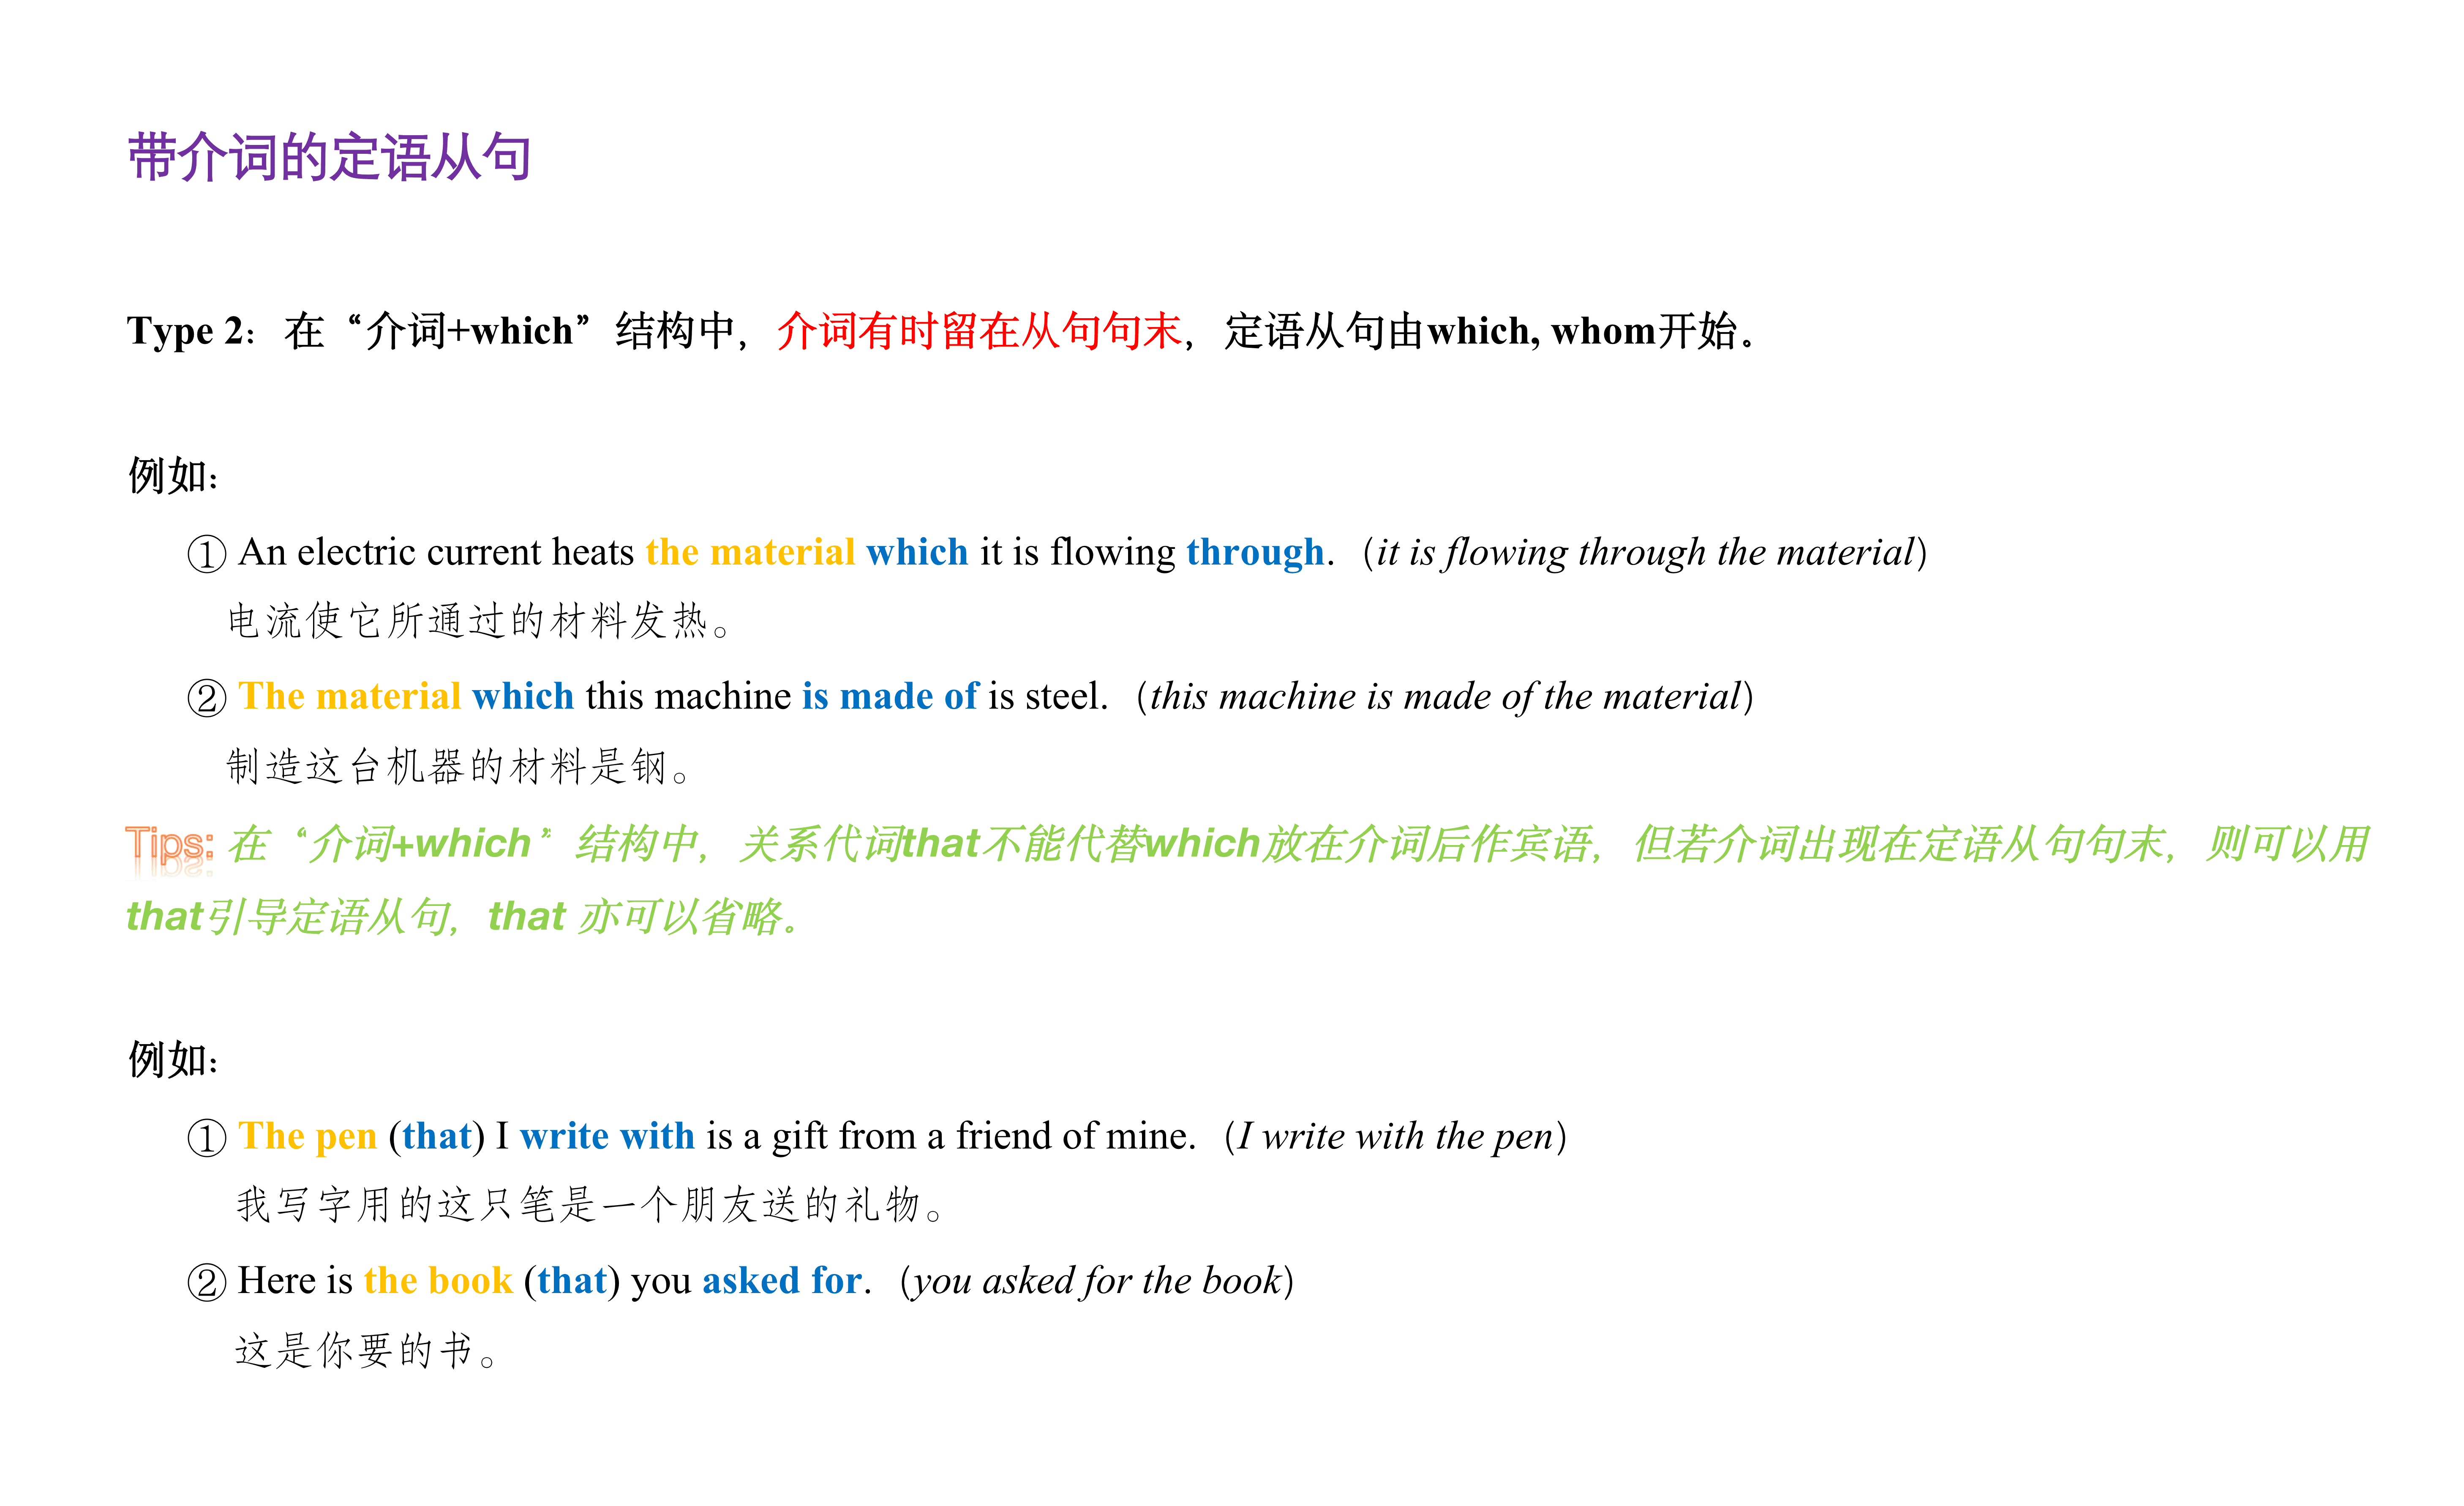 带介词的定语从句
Type 2：在“介词+which”结构中，介词有时留在从句句末，定语从句由which, whom开始。
例如：
① An electric current heats the material which it is flowing through.（it is flowing through the material）
电流使它所通过的材料发热。
② The material which this machine is made of is steel.（this machine is made of the material）
制造这台机器的材料是钢。
Tips: 在“介词+which”结构中，关系代词that不能代替which放在介词后作宾语，但若介词出现在定语从句句末，则可以用
that引导定语从句，that 亦可以省略。
例如：
① The pen (that) I write with is a gift from a friend of mine.（I write with the pen）
我写字用的这只笔是一个朋友送的礼物。
② Here is the book (that) you asked for.（you asked for the book）
这是你要的书。